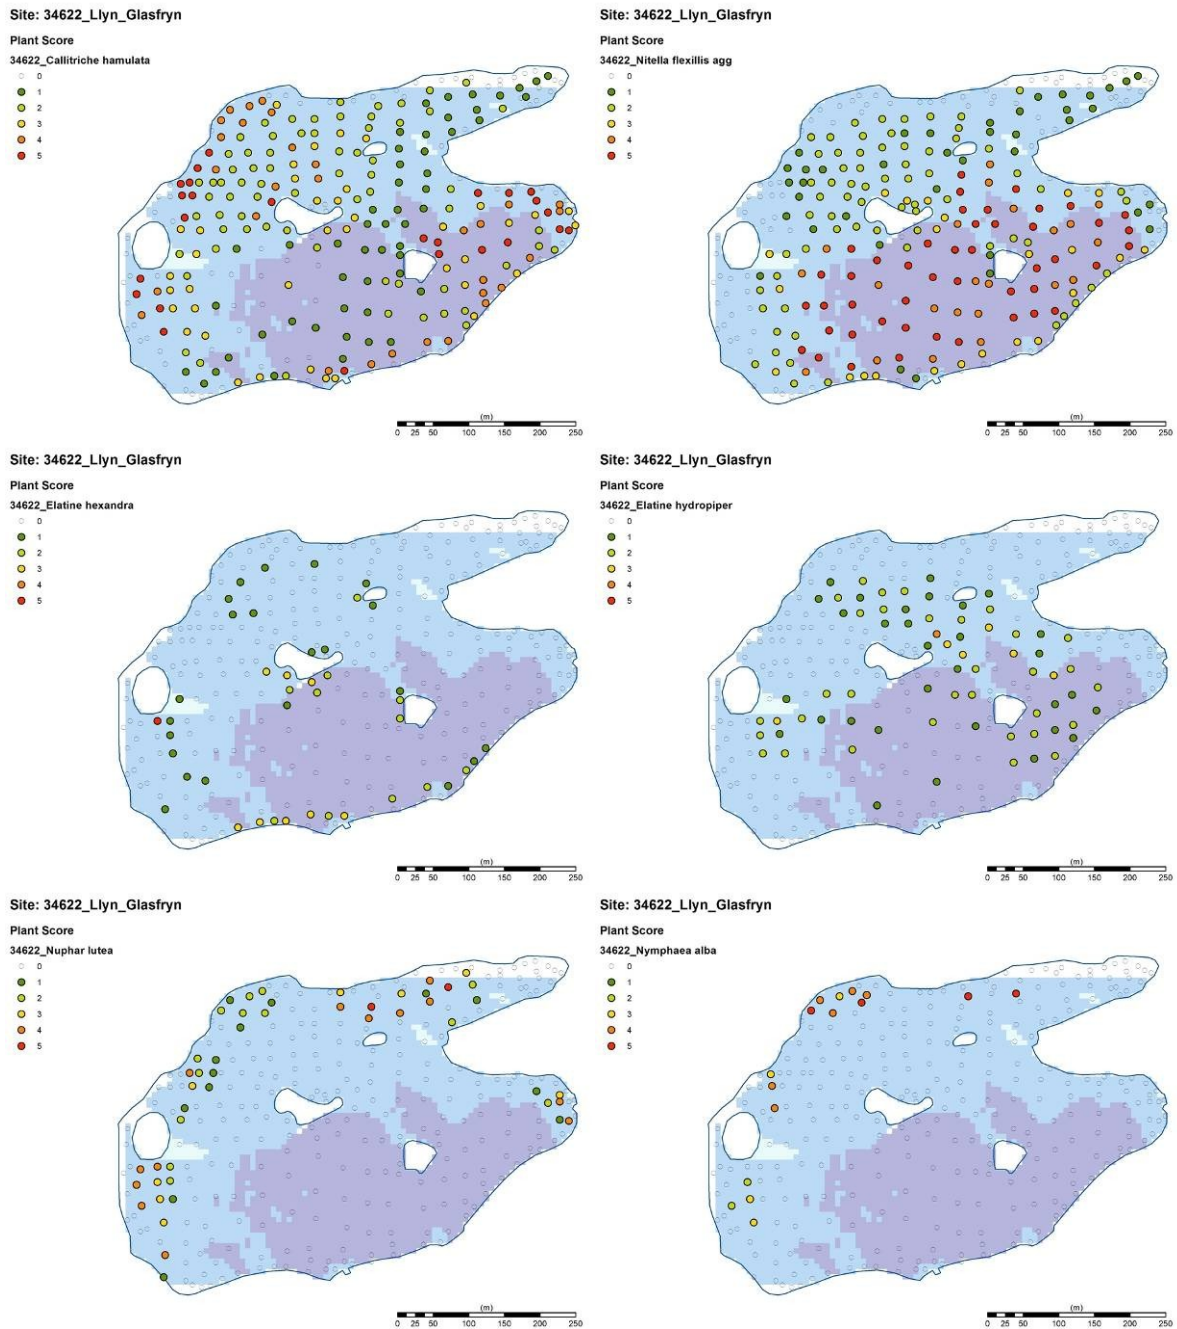 Site: 34622_Llyn_Glasfryn
Plant Score
34622_Callitriche hamulata
0
1
2
3
4
5
(m)
0 25 50 100 150 200 250
Site: 34622_Llyn_Glasfryn
Plant Score
34622_Nitella flexillis agg
0
1
2
3
4
5
(m)
0 25 50 100 150 200 250
Site: 34622_Llyn_Glasfryn
Plant Score
34622_Elatine hexandra
0
1
2
3
4
5
(m)
0 25 50 100 150 200 250
Site: 34622_Llyn_Glasfryn
Plant Score
34622_Elatine hydropiper
0
1
2
3
4
5
(m)
0 25 50 100 150 200 250
Site: 34622_Llyn_Glasfryn
Plant Score
34622_Nuphar lutea
0
1
2
3
4
5
(m)
0 25 50 100 150 200 250
Site: 34622_Llyn_Glasfryn
Plant Score
34622_Nymphaea alba
0
1
2
3
4
5
(m)
0 25 50 100 150 200 250